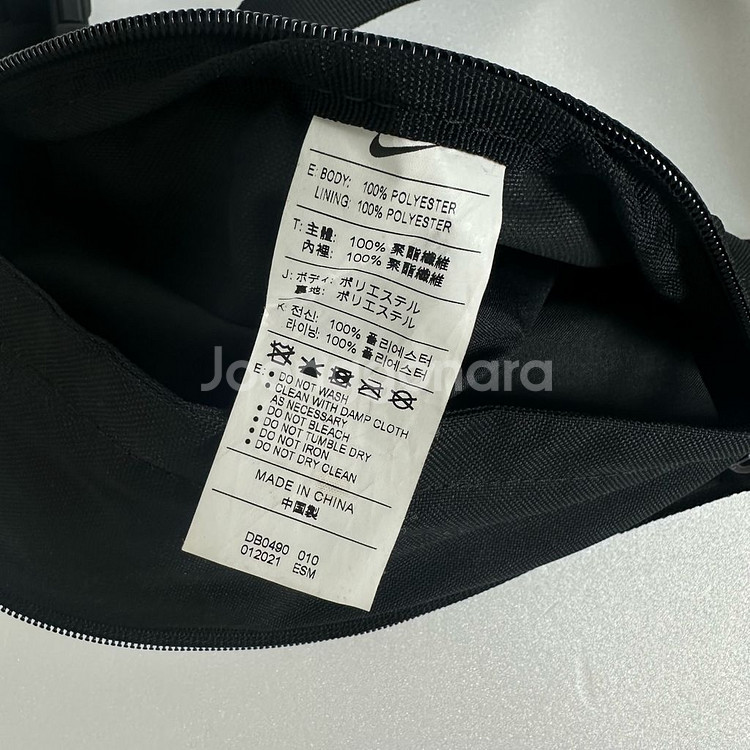 E: BODY: 100% POLYESTER
LINING: 100% POLYESTER
T: 主體: 100% 聚酯纖維
內裡: 100% 聚酯纖維
J: ボディ: ポリエステル
裏地: ポリエステル
K: 전신: 100% 폴리에스터
라이닝: 100% 폴리에스터
E:
• DO NOT WASH
• CLEAN WITH DAMP CLOTH
AS NECESSARY
• DO NOT BLEACH
• DO NOT TUMBLE DRY
• DO NOT IRON
• DO NOT DRY CLEAN
MADE IN CHINA
中国製
DB0490 010
012021 ESM